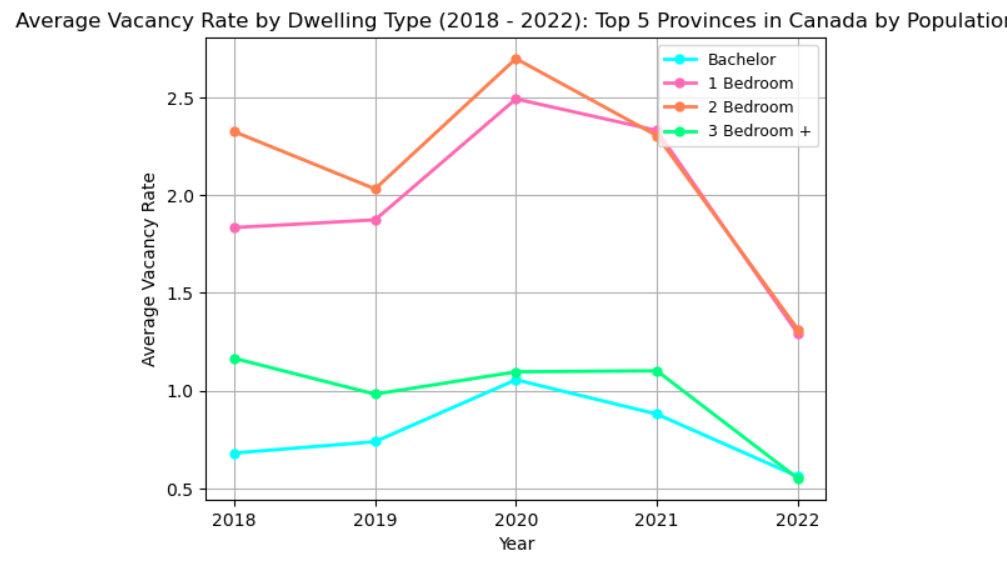 Average Vacancy Rate by Dwelling Type (2018 - 2022): Top 5 Provinces in Canada by Population
Bachelor
1 Bedroom
2 Bedroom
3 Bedroom +
2.5
2.0
1.5
1.0
0.5
Average Vacancy Rate
2018 2019 2020 2021 2022
Year